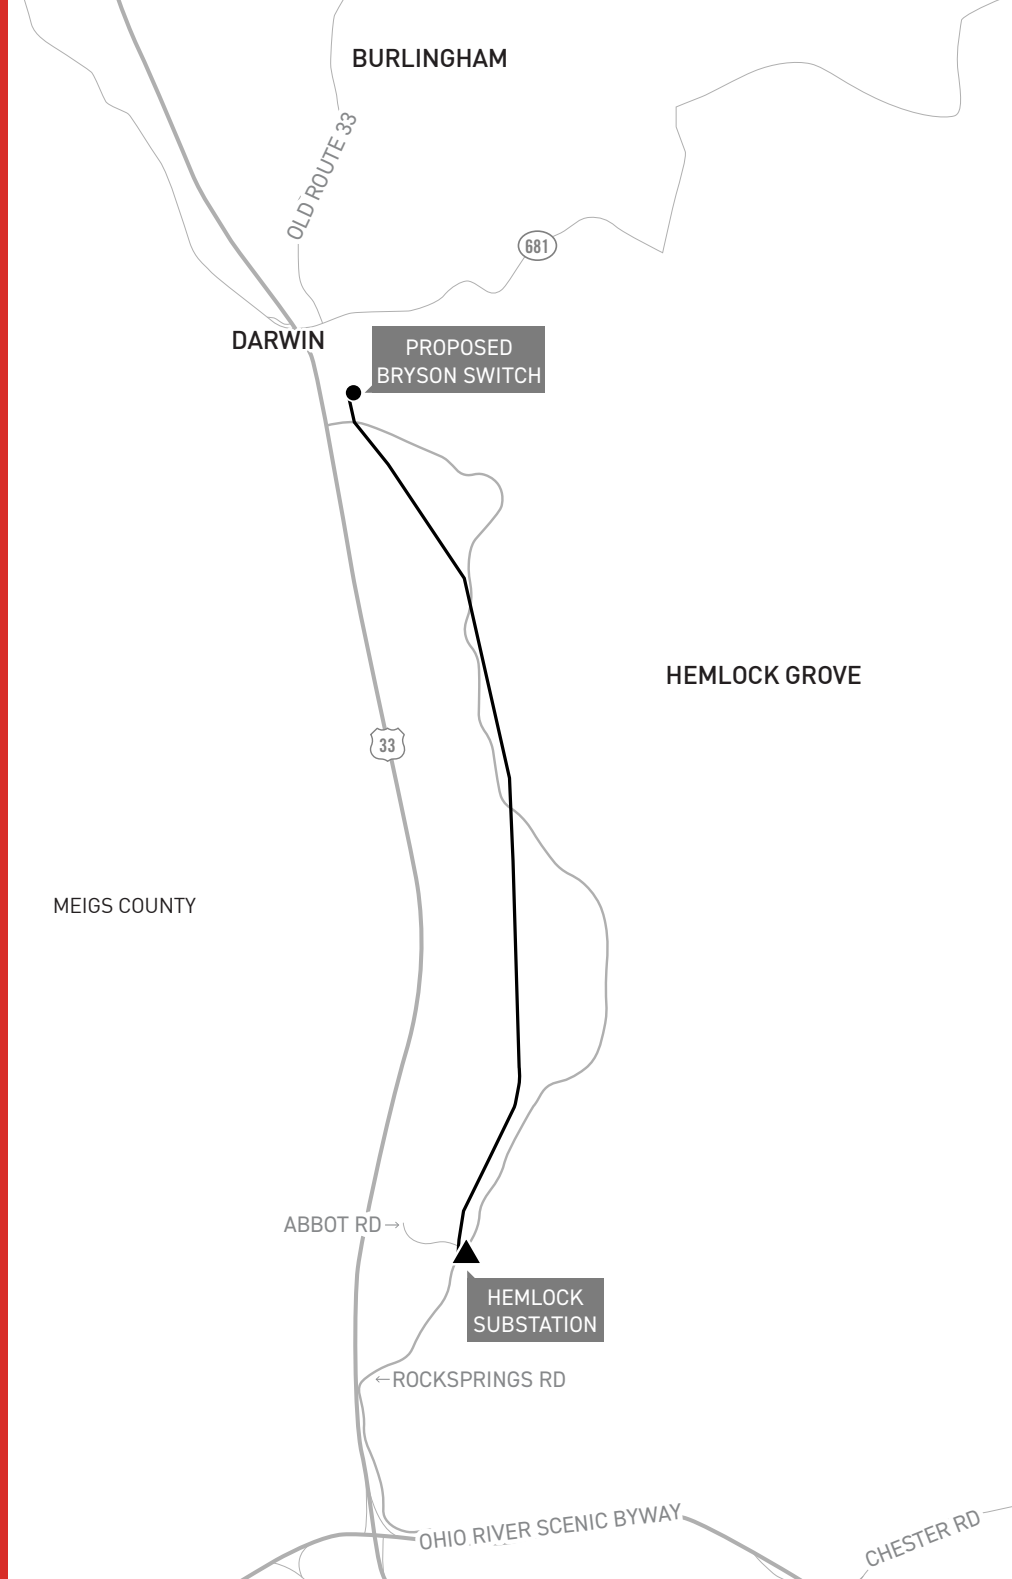 BURLINGHAM
OLD ROUTE 33
681
DARWIN
PROPOSED
BRYSON SWITCH
HEMLOCK GROVE
33
MEIGS COUNTY
ABBOT RD→
HEMLOCK
SUBSTATION
←ROCKSPRINGS RD
OHIO RIVER SCENIC BYWAY
CHESTER RD